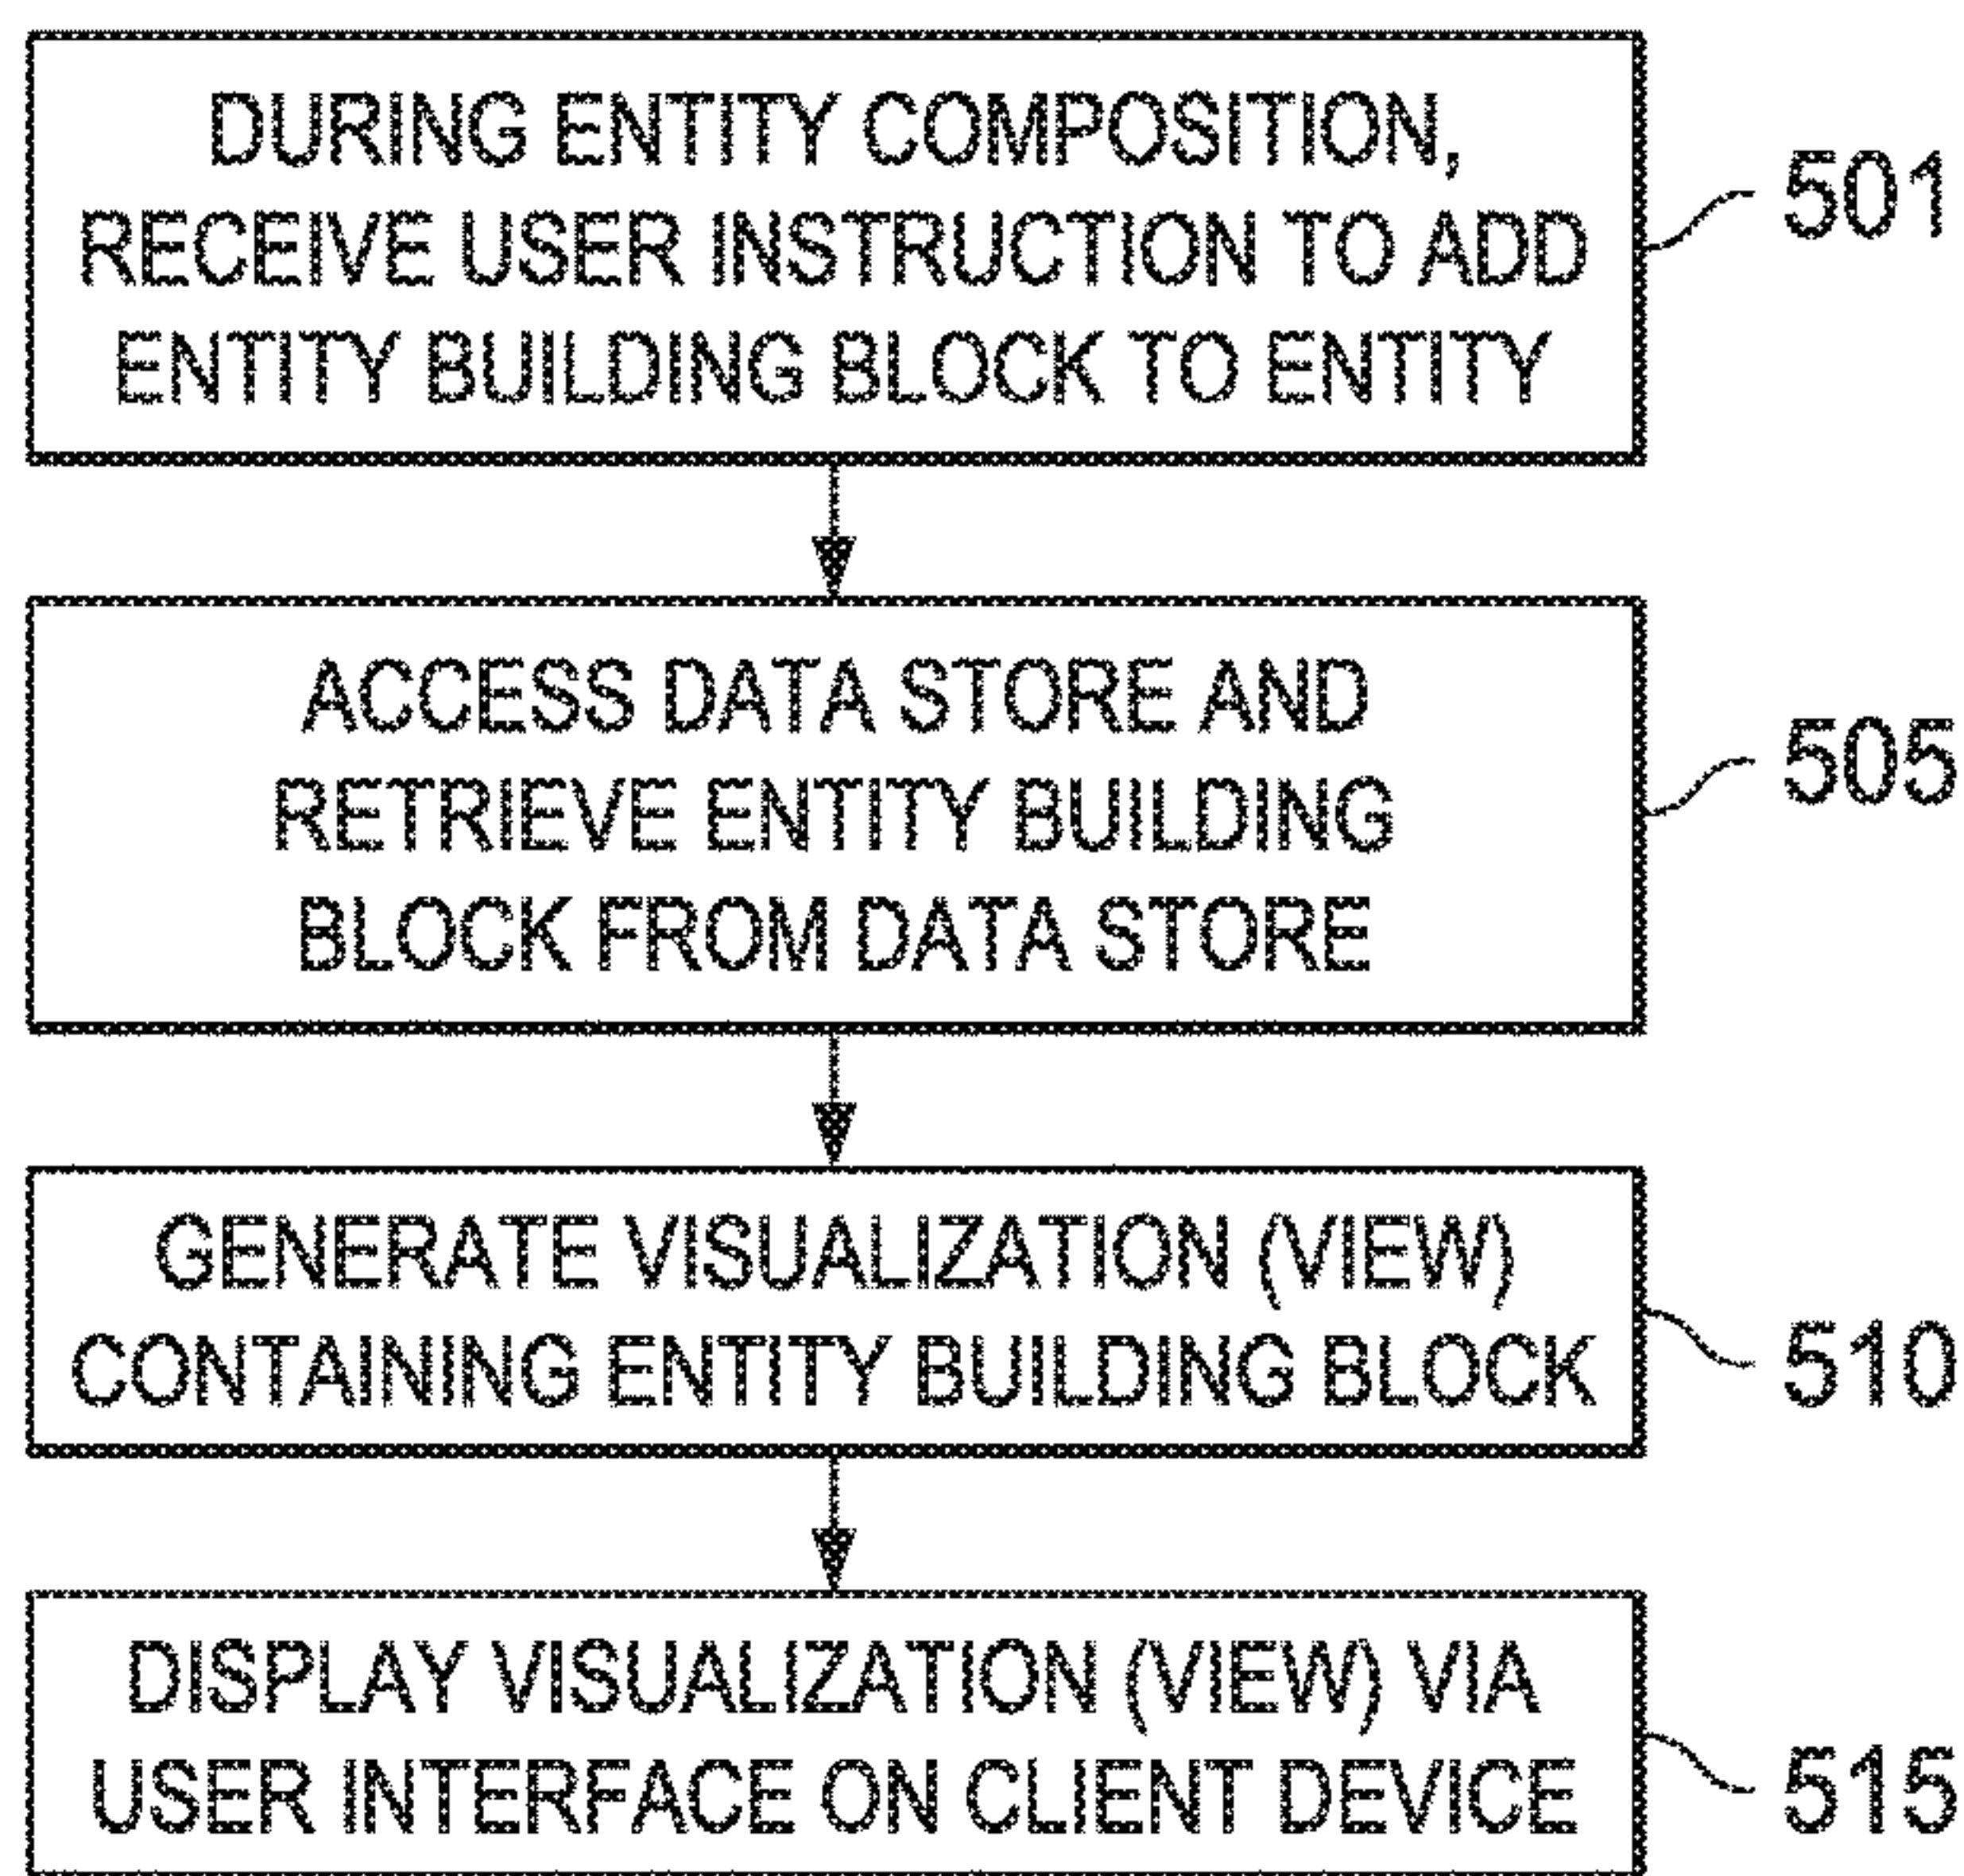 DURING ENTITY COMPOSITION,
RECEIVE USER INSTRUCTION TO ADD
ENTITY BUILDING BLOCK TO ENTITY
501
ACCESS DATA STORE AND
RETRIEVE ENTITY BUILDING
BLOCK FROM DATA STORE
505
GENERATE VISUALIZATION (VIEW)
CONTAINING ENTITY BUILDING BLOCK
510
DISPLAY VISUALIZATION (VIEW) VIA
USER INTERFACE ON CLIENT DEVICE
515